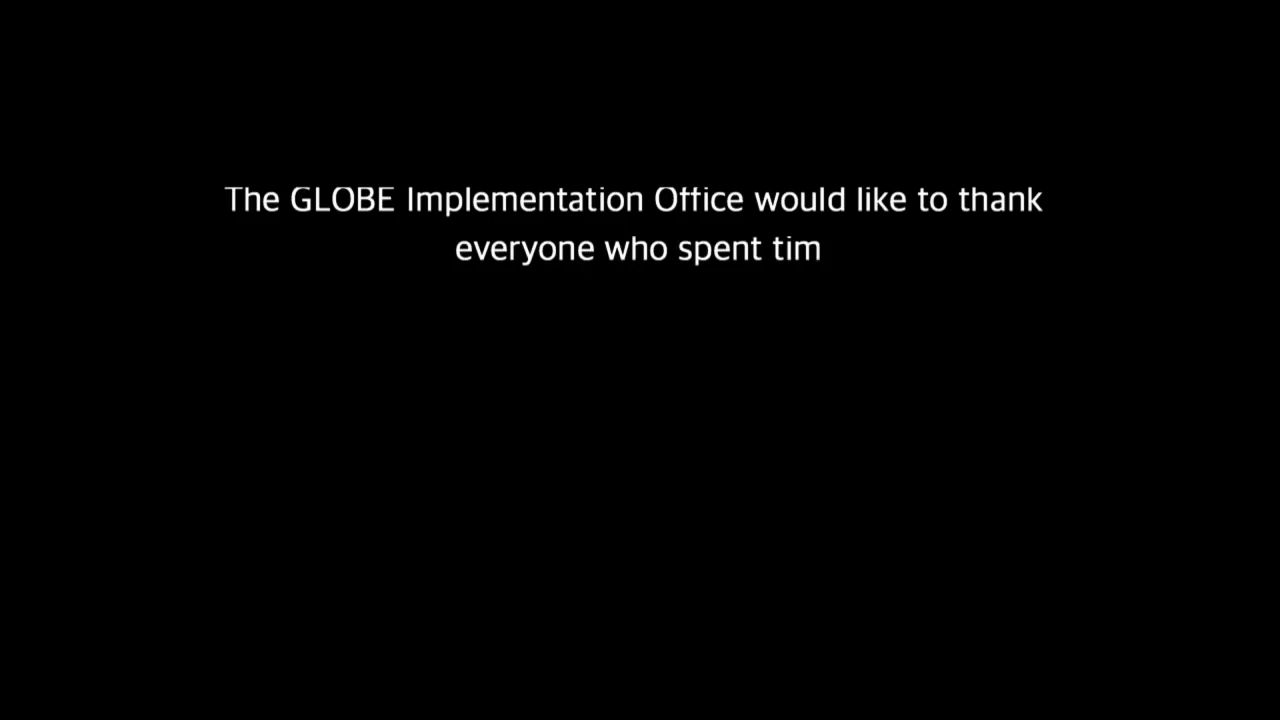 The GLOBE Implementation Office would like to thank
everyone who spent tim